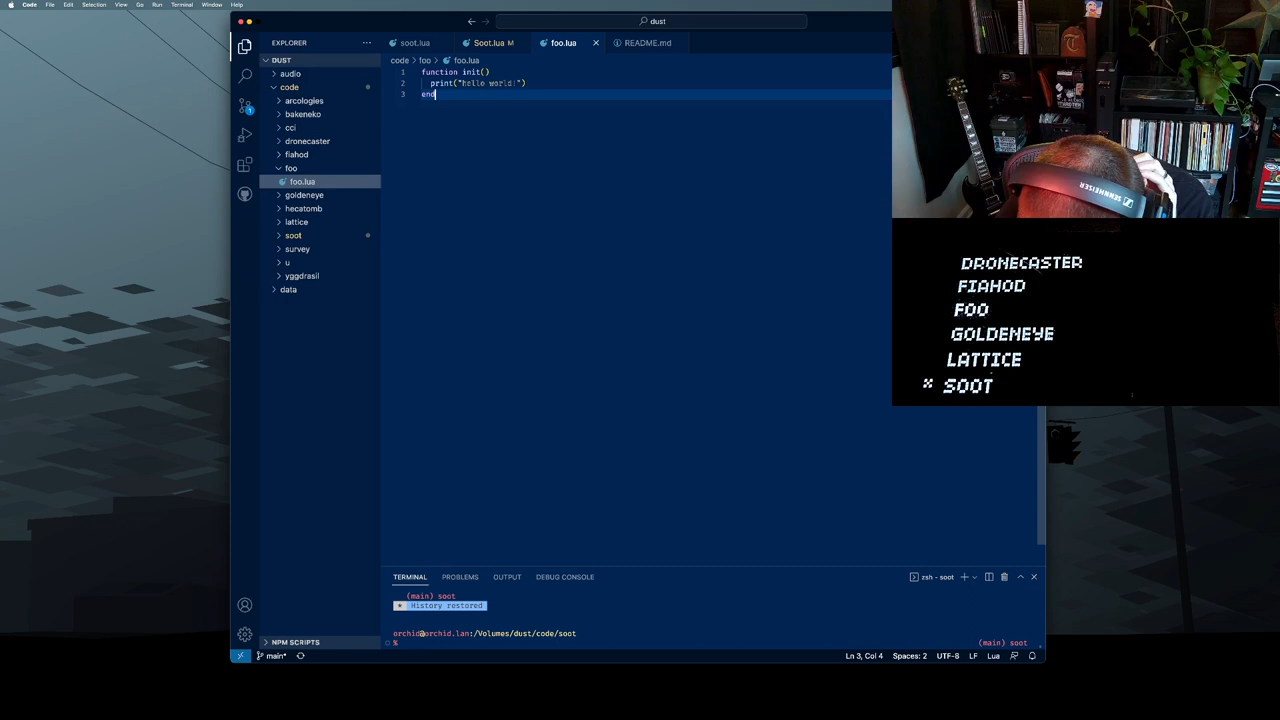 Code File Edit Selection View Go Run Terminal Window Help
dust
EXPLORER
soot.lua
Soot.lua M
foo.lua
README.md
DUST
audio
code
arcologies
bakeneko
cci
dronecaster
fiahod
foo
foo.lua
goldeneye
hecatomb
lattice
soot
survey
u
yggdrasil
data
NPM SCRIPTS
code > foo > foo.lua
1 function init()
2 print("hello world!")
3 end
TERMINAL PROBLEMS OUTPUT DEBUG CONSOLE
zsh - soot
(main) soot
* History restored
orchid@orchid.lan:/Volumes/dust/code/soot
%
(main) soot
main*
Ln 3, Col 4 Spaces: 2 UTF-8 LF Lua
SENNHEISER
DRONECASTER
FIAHOD
FOO
GOLDENEYE
LATTICE
* SOOT